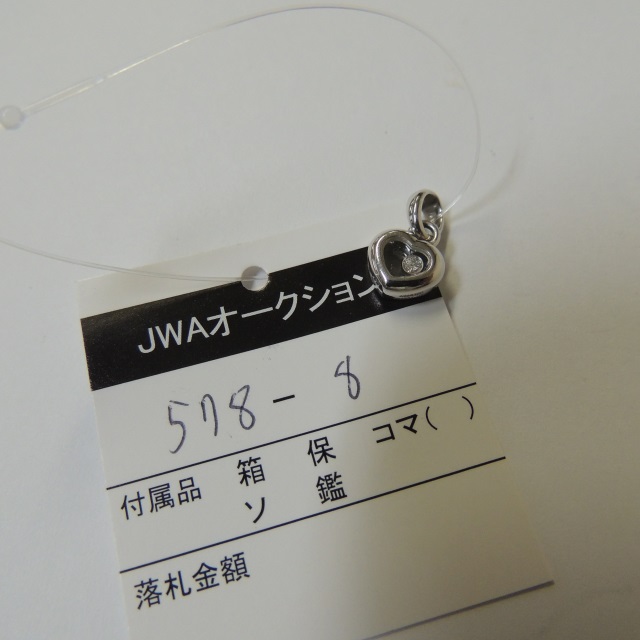 JWAオークション
578-8
付属品 箱 保 コマ( )
ソ 鑑
落札金額